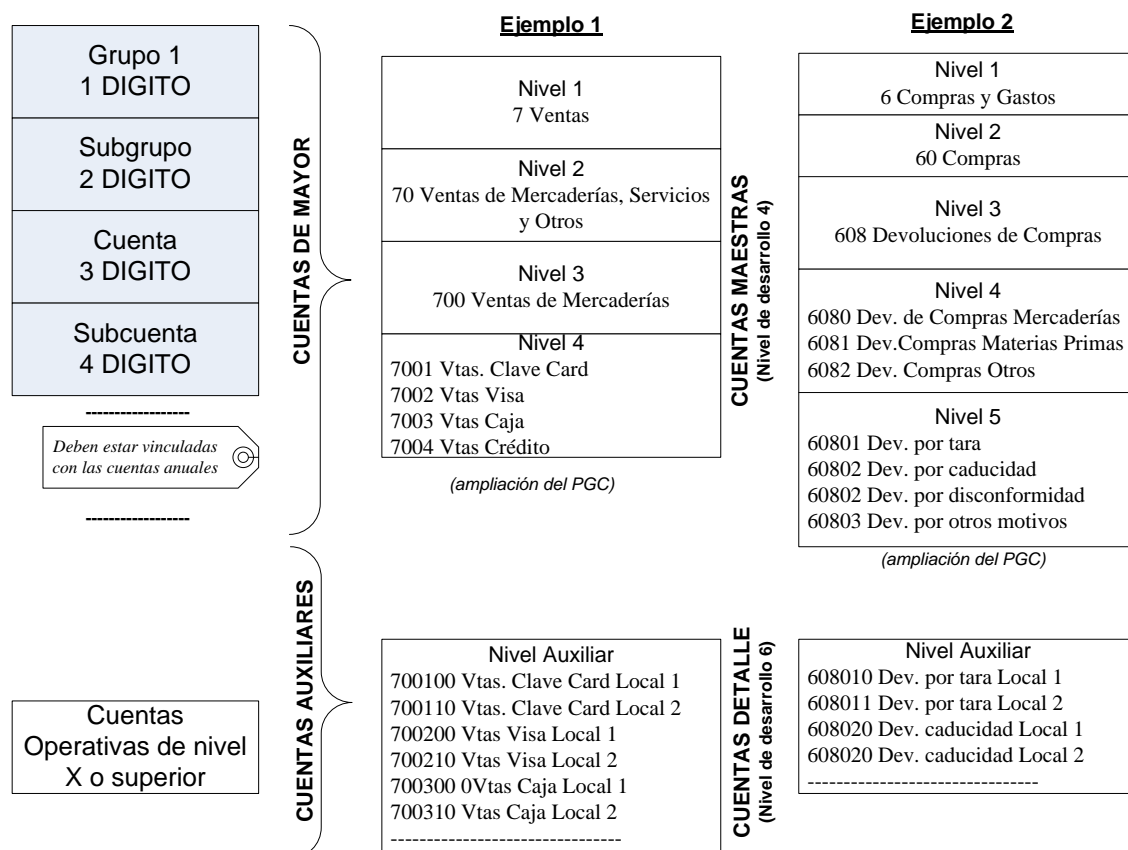 Grupo 1
1 DIGITO
Subgrupo
2 DIGITO
Cuenta
3 DIGITO
Subcuenta
4 DIGITO
------------------
Deben estar vinculadas
con las cuentas anuales
------------------
CUENTAS DE MAYOR
Ejemplo 1
Nivel 1
7 Ventas
Nivel 2
70 Ventas de Mercaderías, Servicios
y Otros
Nivel 3
700 Ventas de Mercaderías
Nivel 4
7001 Vtas. Clave Card
7002 Vtas Visa
7003 Vtas Caja
7004 Vtas Crédito
(ampliación del PGC)
CUENTAS MAESTRAS
(Nivel de desarrollo 4)
Ejemplo 2
Nivel 1
6 Compras y Gastos
Nivel 2
60 Compras
Nivel 3
608 Devoluciones de Compras
Nivel 4
6080 Dev. de Compras Mercaderías
6081 Dev.Compras Materias Primas
6082 Dev. Compras Otros
Nivel 5
60801 Dev. por tara
60802 Dev. por caducidad
60802 Dev. por disconformidad
60803 Dev. por otros motivos
(ampliación del PGC)
Cuentas
Operativas de nivel
X o superior
CUENTAS AUXILIARES
Nivel Auxiliar
700100 Vtas. Clave Card Local 1
700110 Vtas. Clave Card Local 2
700200 Vtas Visa Local 1
700210 Vtas Visa Local 2
700300 0Vtas Caja Local 1
700310 Vtas Caja Local 2
--------------------------------
CUENTAS DETALLE
(Nivel de desarrollo 6)
Nivel Auxiliar
608010 Dev. por tara Local 1
608011 Dev. por tara Local 2
608020 Dev. caducidad Local 1
608020 Dev. caducidad Local 2
--------------------------------